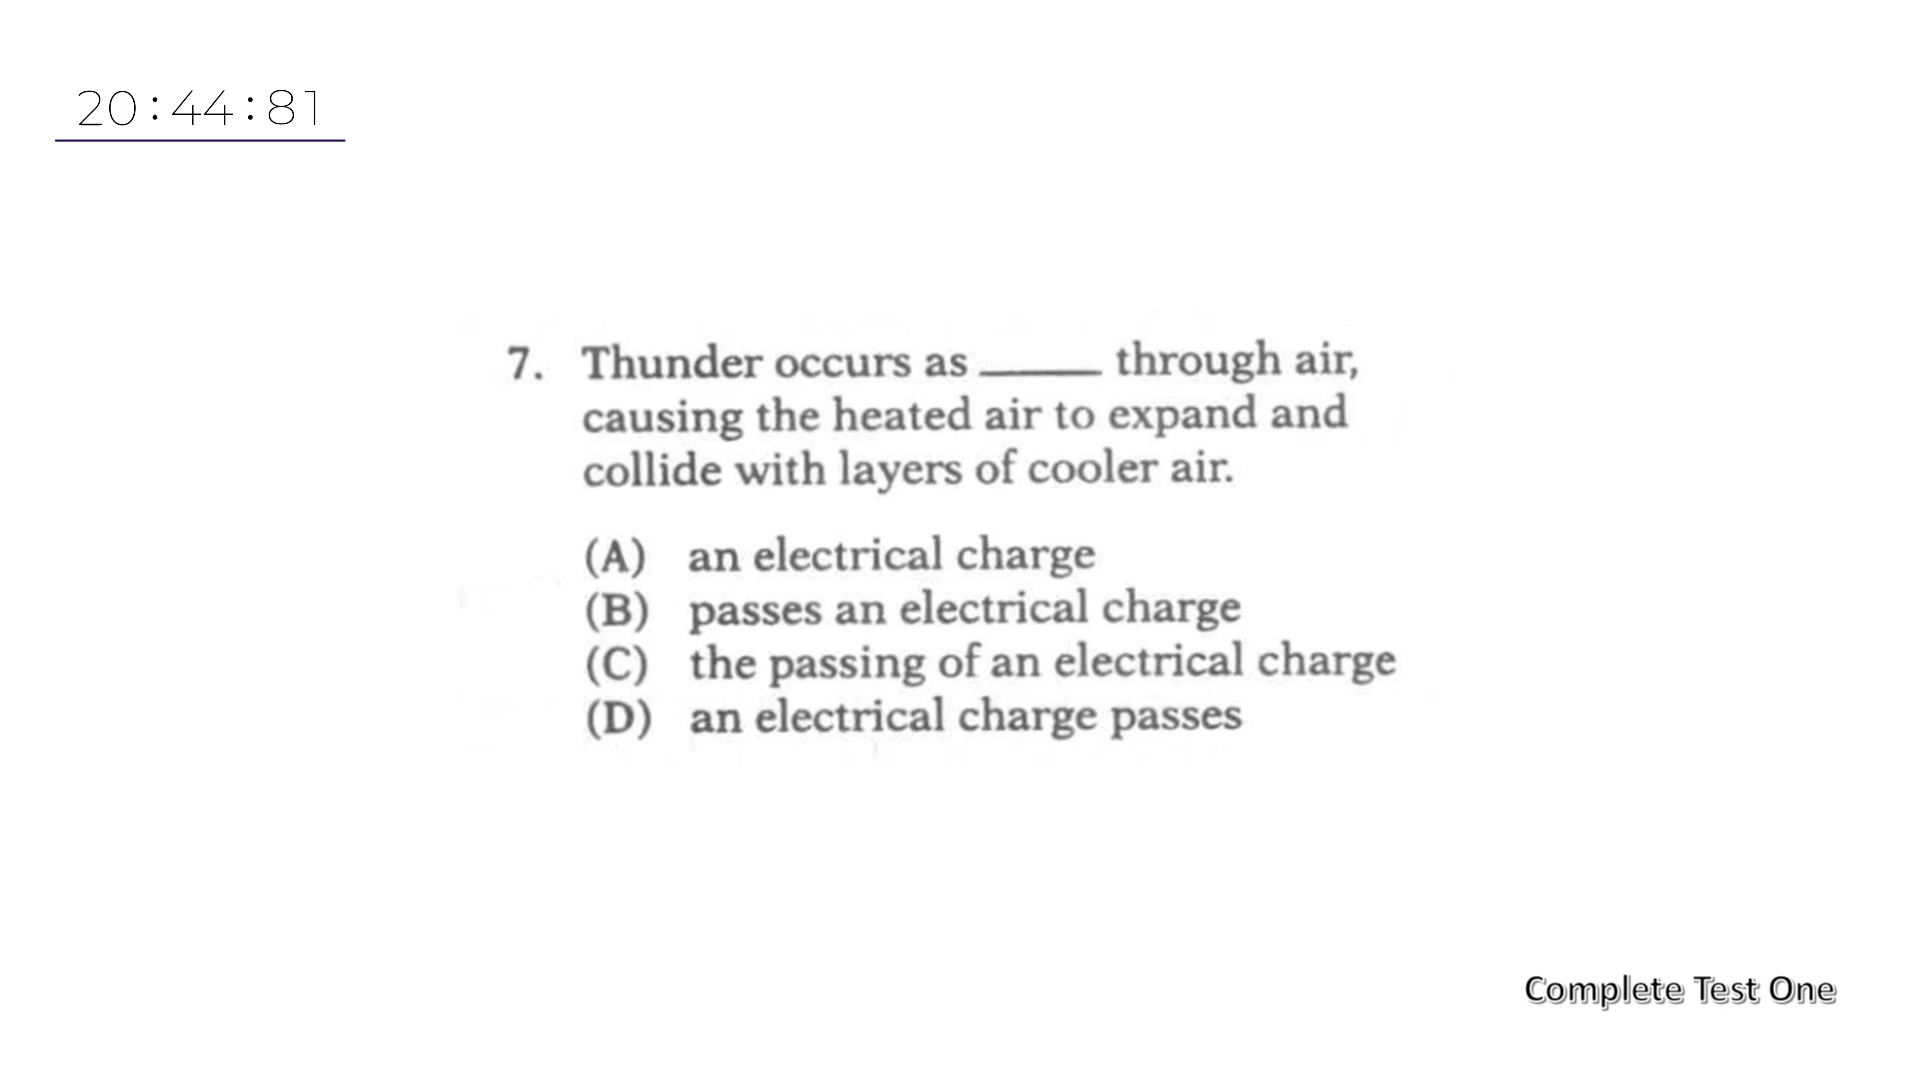 20:44:81
7. Thunder occurs as _____ through air,
causing the heated air to expand and
collide with layers of cooler air.
(A) an electrical charge
(B) passes an electrical charge
(C) the passing of an electrical charge
(D) an electrical charge passes
Complete Test One